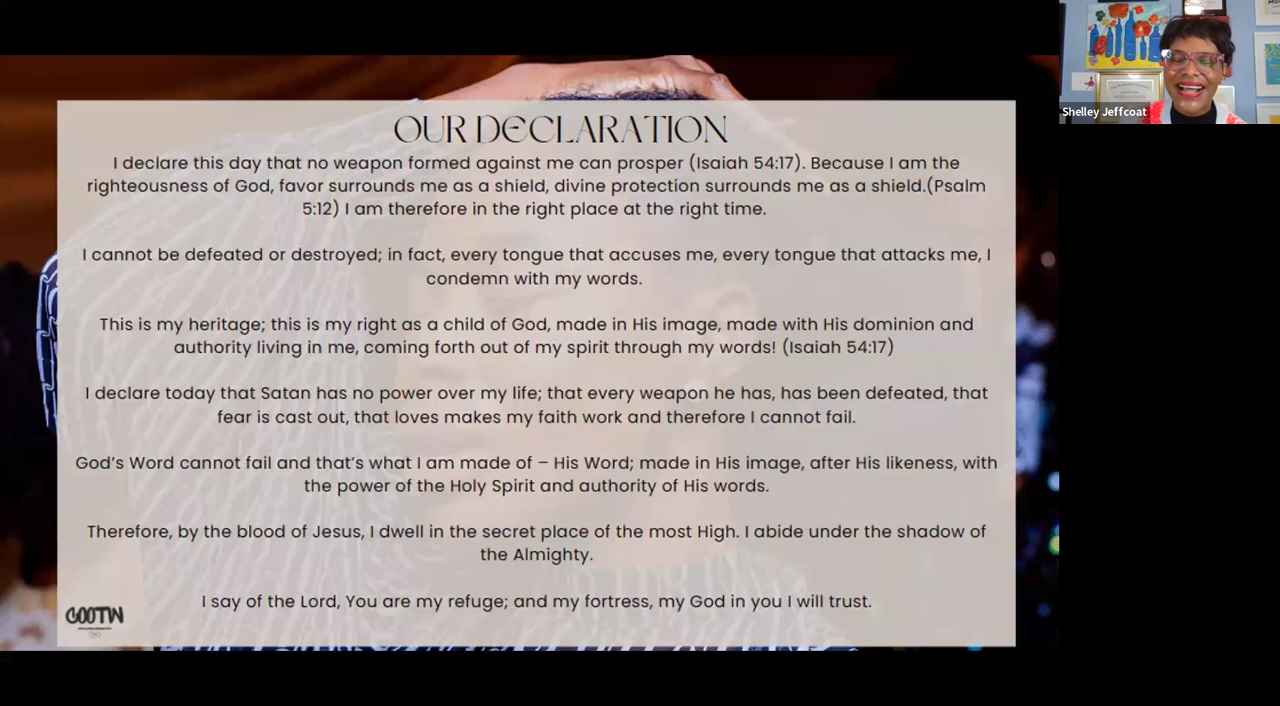 OUR DECLARATION
I declare this day that no weapon formed against me can prosper (Isaiah 54:17). Because I am the
righteousness of God, favor surrounds me as a shield, divine protection surrounds me as a shield.(Psalm
5:12) I am therefore in the right place at the right time.
I cannot be defeated or destroyed; in fact, every tongue that accuses me, every tongue that attacks me, I
condemn with my words.
This is my heritage; this is my right as a child of God, made in His image, made with His dominion and
authority living in me, coming forth out of my spirit through my words! (Isaiah 54:17)
I declare today that Satan has no power over my life; that every weapon he has, has been defeated, that
fear is cast out, that loves makes my faith work and therefore I cannot fail.
God's Word cannot fail and that's what I am made of – His Word; made in His image, after His likeness, with
the power of the Holy Spirit and authority of His words.
Therefore, by the blood of Jesus, I dwell in the secret place of the most High. I abide under the shadow of
the Almighty.
I say of the Lord, You are my refuge; and my fortress, my God in you I will trust.
GOOTW
Shelley Jeffcoat